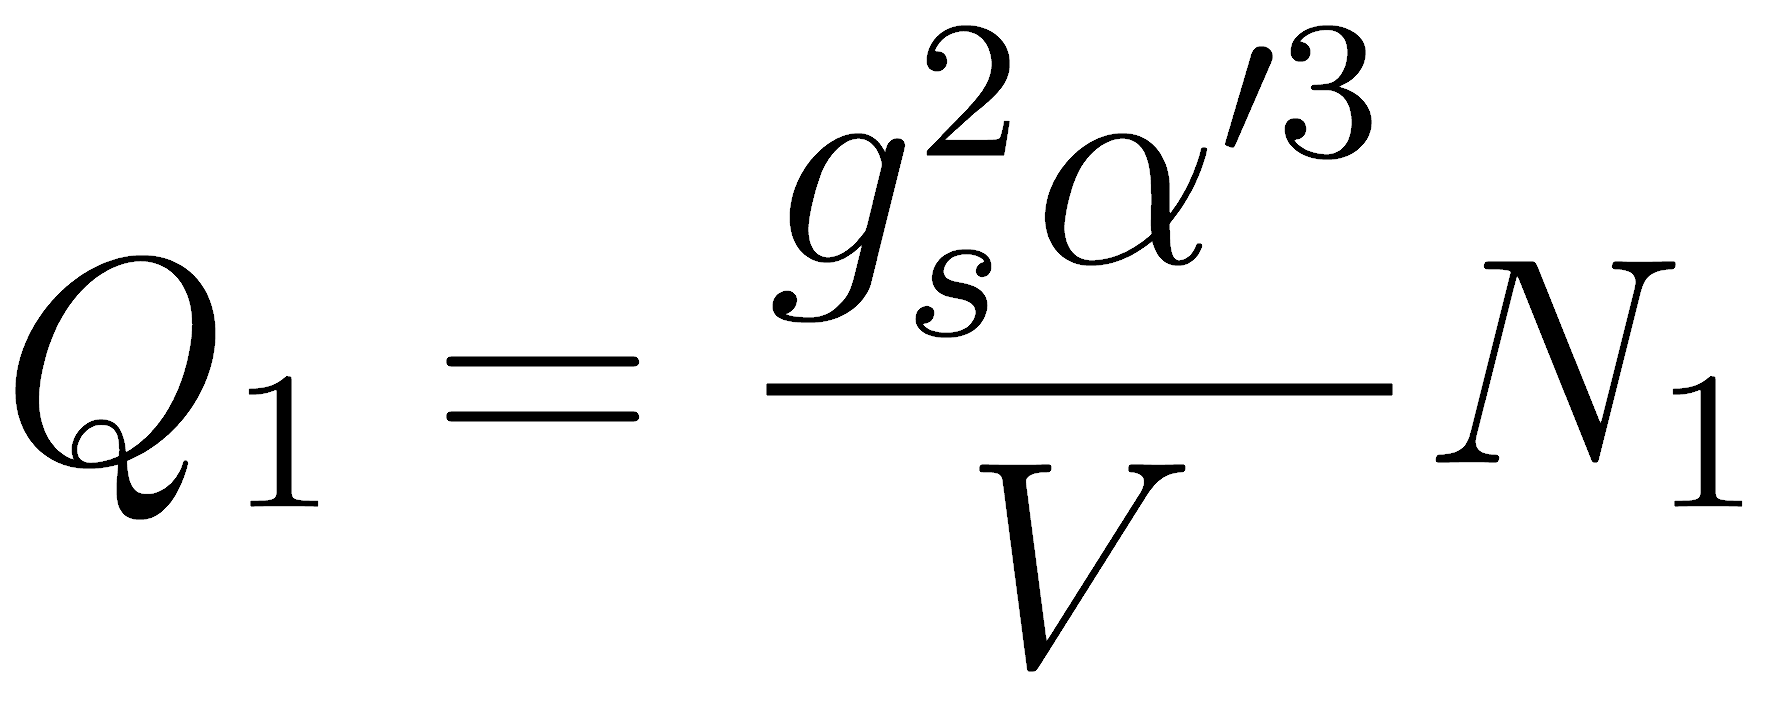 $Q_1 = \frac{g_s^2 \alpha'^3}{V} N_1$